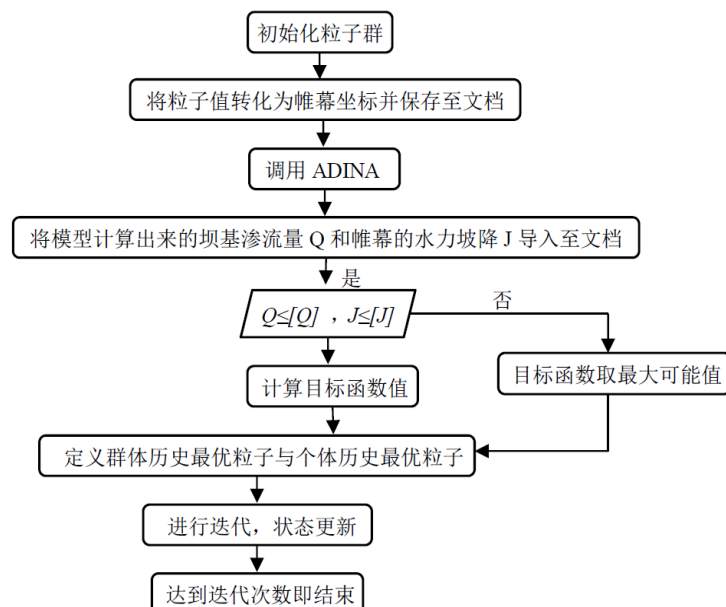 初始化粒子群
将粒子值转化为帷幕坐标并保存至文档
调用 ADINA
将模型计算出来的坝基渗流量 Q 和帷幕的水力坡降 J 导入至文档
是
Q≤[Q] ，J≤[J]
否
计算目标函数值
目标函数取最大可能值
定义群体历史最优粒子与个体历史最优粒子
进行迭代，状态更新
达到迭代次数即结束